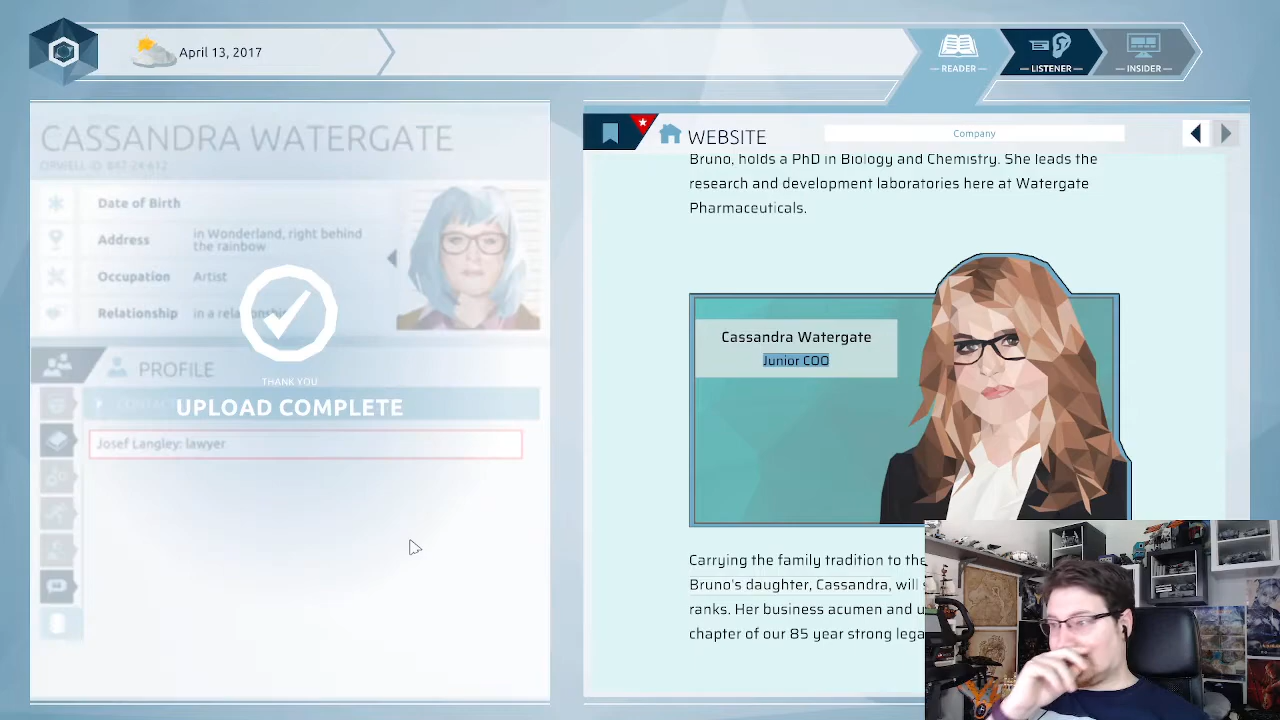 April 13, 2017
READER
LISTENER
INSIDER
CASSANDRA WATERGATE
Date of Birth
Address in Wonderland, right behind
the rainbow
Occupation Artist
Relationship in a relationship
PROFILE
THANK YOU
UPLOAD COMPLETE
Josef Langley: lawyer
WEBSITE
Company
Bruno, holds a PhD in Biology and Chemistry. She leads the
research and development laboratories here at Watergate
Pharmaceuticals.
Cassandra Watergate
Junior COO
Carrying the family tradition to the
Bruno's daughter, Cassandra, will
ranks. Her business acumen and
chapter of our 85 year strong